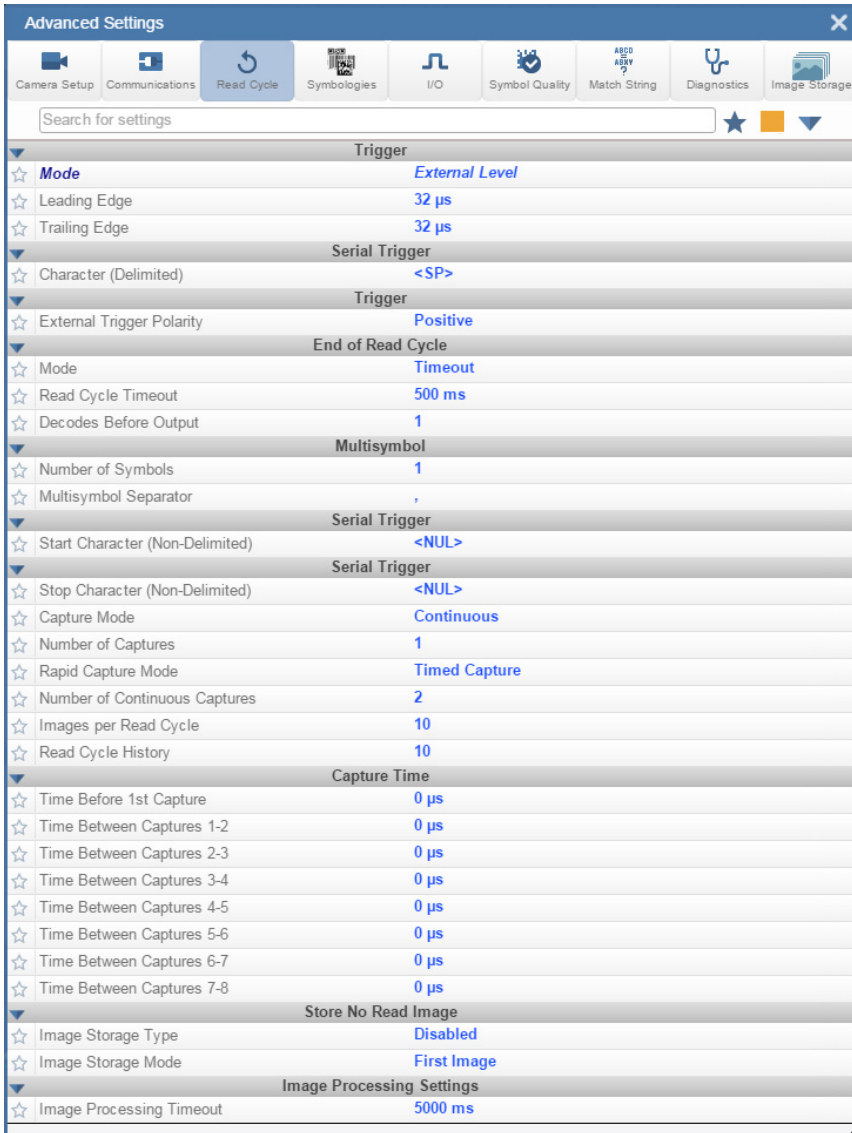 Advanced Settings
Camera Setup Communications Read Cycle Symbologies I/O Symbol Quality ABCD ABXY ? Match String Diagnostics Image Storage
Search for settings
Trigger
Mode External Level
Leading Edge 32 µs
Trailing Edge 32 µs
Serial Trigger
Character (Delimited) <SP>
Trigger
External Trigger Polarity Positive
End of Read Cycle
Mode Timeout
Read Cycle Timeout 500 ms
Decodes Before Output 1
Multisymbol
Number of Symbols 1
Multisymbol Separator ,
Serial Trigger
Start Character (Non-Delimited) <NUL>
Serial Trigger
Stop Character (Non-Delimited) <NUL>
Capture Mode Continuous
Number of Captures 1
Rapid Capture Mode Timed Capture
Number of Continuous Captures 2
Images per Read Cycle 10
Read Cycle History 10
Capture Time
Time Before 1st Capture 0 µs
Time Between Captures 1-2 0 µs
Time Between Captures 2-3 0 µs
Time Between Captures 3-4 0 µs
Time Between Captures 4-5 0 µs
Time Between Captures 5-6 0 µs
Time Between Captures 6-7 0 µs
Time Between Captures 7-8 0 µs
Store No Read Image
Image Storage Type Disabled
Image Storage Mode First Image
Image Processing Settings
Image Processing Timeout 5000 ms